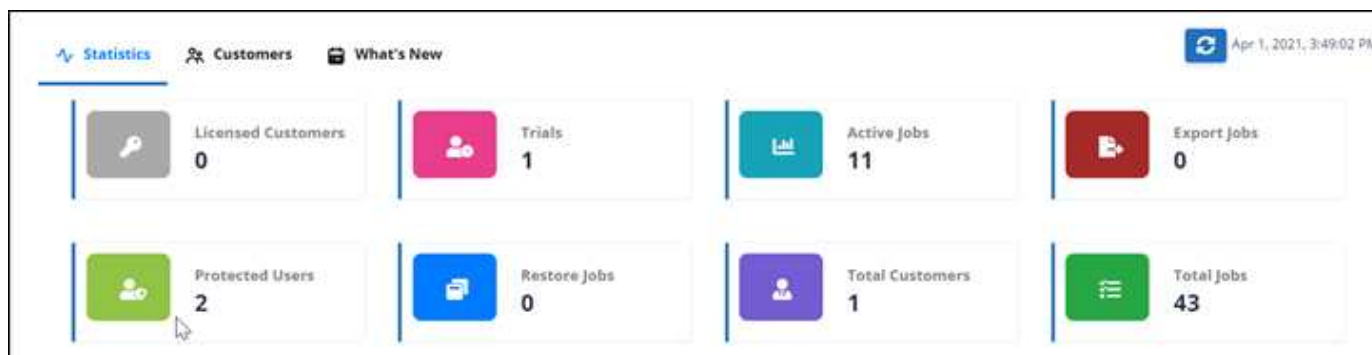 Statistics
Customers
What's New
Apr 1, 2021, 3:49:02 PM
Licensed Customers
0
Trials
1
Active Jobs
11
Export Jobs
0
Protected Users
2
Restore Jobs
0
Total Customers
1
Total Jobs
43